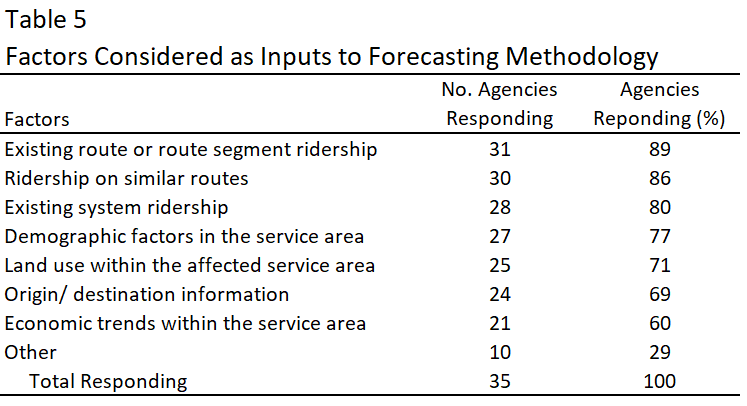 Table 5
Factors Considered as Inputs to Forecasting Methodology
No. Agencies Agencies
Factors Responding Reponding (%)
Existing route or route segment ridership 31 89
Ridership on similar routes 30 86
Existing system ridership 28 80
Demographic factors in the service area 27 77
Land use within the affected service area 25 71
Origin/ destination information 24 69
Economic trends within the service area 21 60
Other 10 29
Total Responding 35 100